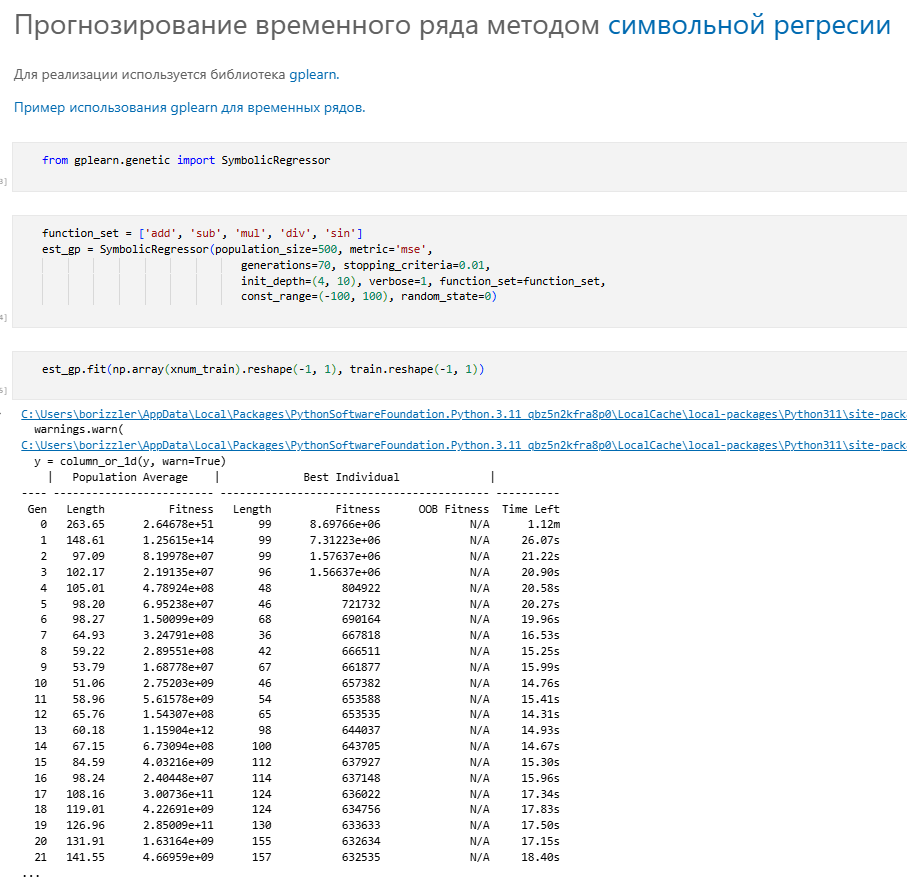 Прогнозирование временного ряда методом символьной регресии
Для реализации используется библиотека gplearn.
Пример использования gplearn для временных рядов.
from gplearn.genetic import SymbolicRegressor
function_set = ['add', 'sub', 'mul', 'div', 'sin']
est_gp = SymbolicRegressor(population_size=500, metric='mse',
generations=70, stopping_criteria=0.01,
init_depth=(4, 10), verbose=1, function_set=function_set,
const_range=(-100, 100), random_state=0)
est_gp.fit(np.array(xnum_train).reshape(-1, 1), train.reshape(-1, 1))
C:\Users\borizzler\AppData\Local\Packages\PythonSoftwareFoundation.Python.3.11_qbz5n2kfra8p0\LocalCache\local-packages\Python311\site-pack
warnings.warn(
C:\Users\borizzler\AppData\Local\Packages\PythonSoftwareFoundation.Python.3.11_qbz5n2kfra8p0\LocalCache\local-packages\Python311\site-pack
y = column_or_1d(y, warn=True)
| Population Average | Best Individual |
---- ------------------------- ------------------------------------------ ----------
Gen Length Fitness Length Fitness OOB Fitness Time Left
0 263.65 2.64678e+51 99 8.69766e+06 N/A 1.12m
1 148.61 1.25615e+14 99 7.31223e+06 N/A 26.07s
2 97.09 8.19978e+07 99 1.57637e+06 N/A 21.22s
3 102.17 2.19135e+07 96 1.56637e+06 N/A 20.90s
4 105.01 4.78924e+08 48 804922 N/A 20.58s
5 98.20 6.95238e+07 46 721732 N/A 20.27s
6 98.27 1.50099e+09 68 690164 N/A 19.96s
7 64.93 3.24791e+08 36 667818 N/A 16.53s
8 59.22 2.89551e+08 42 666511 N/A 15.25s
9 53.79 1.68778e+07 67 661877 N/A 15.99s
10 51.06 2.75203e+09 46 657382 N/A 14.76s
11 58.96 5.61578e+09 54 653588 N/A 15.41s
12 65.76 1.54307e+08 65 653535 N/A 14.31s
13 60.18 1.15904e+12 98 644037 N/A 14.93s
14 67.15 6.73094e+08 100 643705 N/A 14.67s
15 84.59 4.03216e+09 112 637927 N/A 15.30s
16 98.24 2.40448e+07 114 637148 N/A 15.96s
17 108.16 3.00736e+11 124 636022 N/A 17.34s
18 119.01 4.22691e+09 124 634756 N/A 17.83s
19 126.96 2.85009e+11 130 633633 N/A 17.50s
20 131.91 1.63164e+09 155 632634 N/A 17.15s
21 141.55 4.66959e+09 157 632535 N/A 18.40s
...